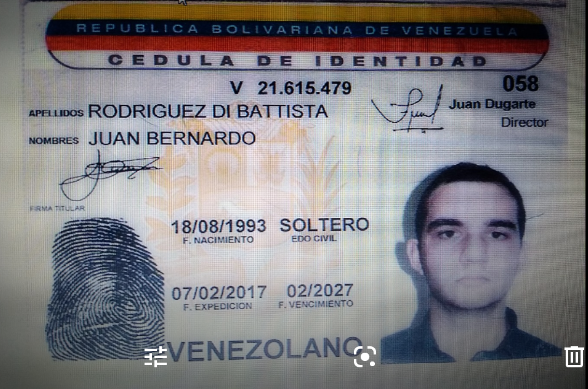 REPUBLICA BOLIVARIANA DE VENEZUELA
CEDULA DE IDENTIDAD
V 21.615.479
058
APELLIDOS RODRIGUEZ DI BATTISTA
Juan Dugarte
Director
NOMBRES JUAN BERNARDO
FIRMA TITULAR
18/08/1993 SOLTERO
F. NACIMIENTO EDO CIVIL
07/02/2017 02/2027
F. EXPEDICION F. VENCIMIENTO
VENEZOLANO